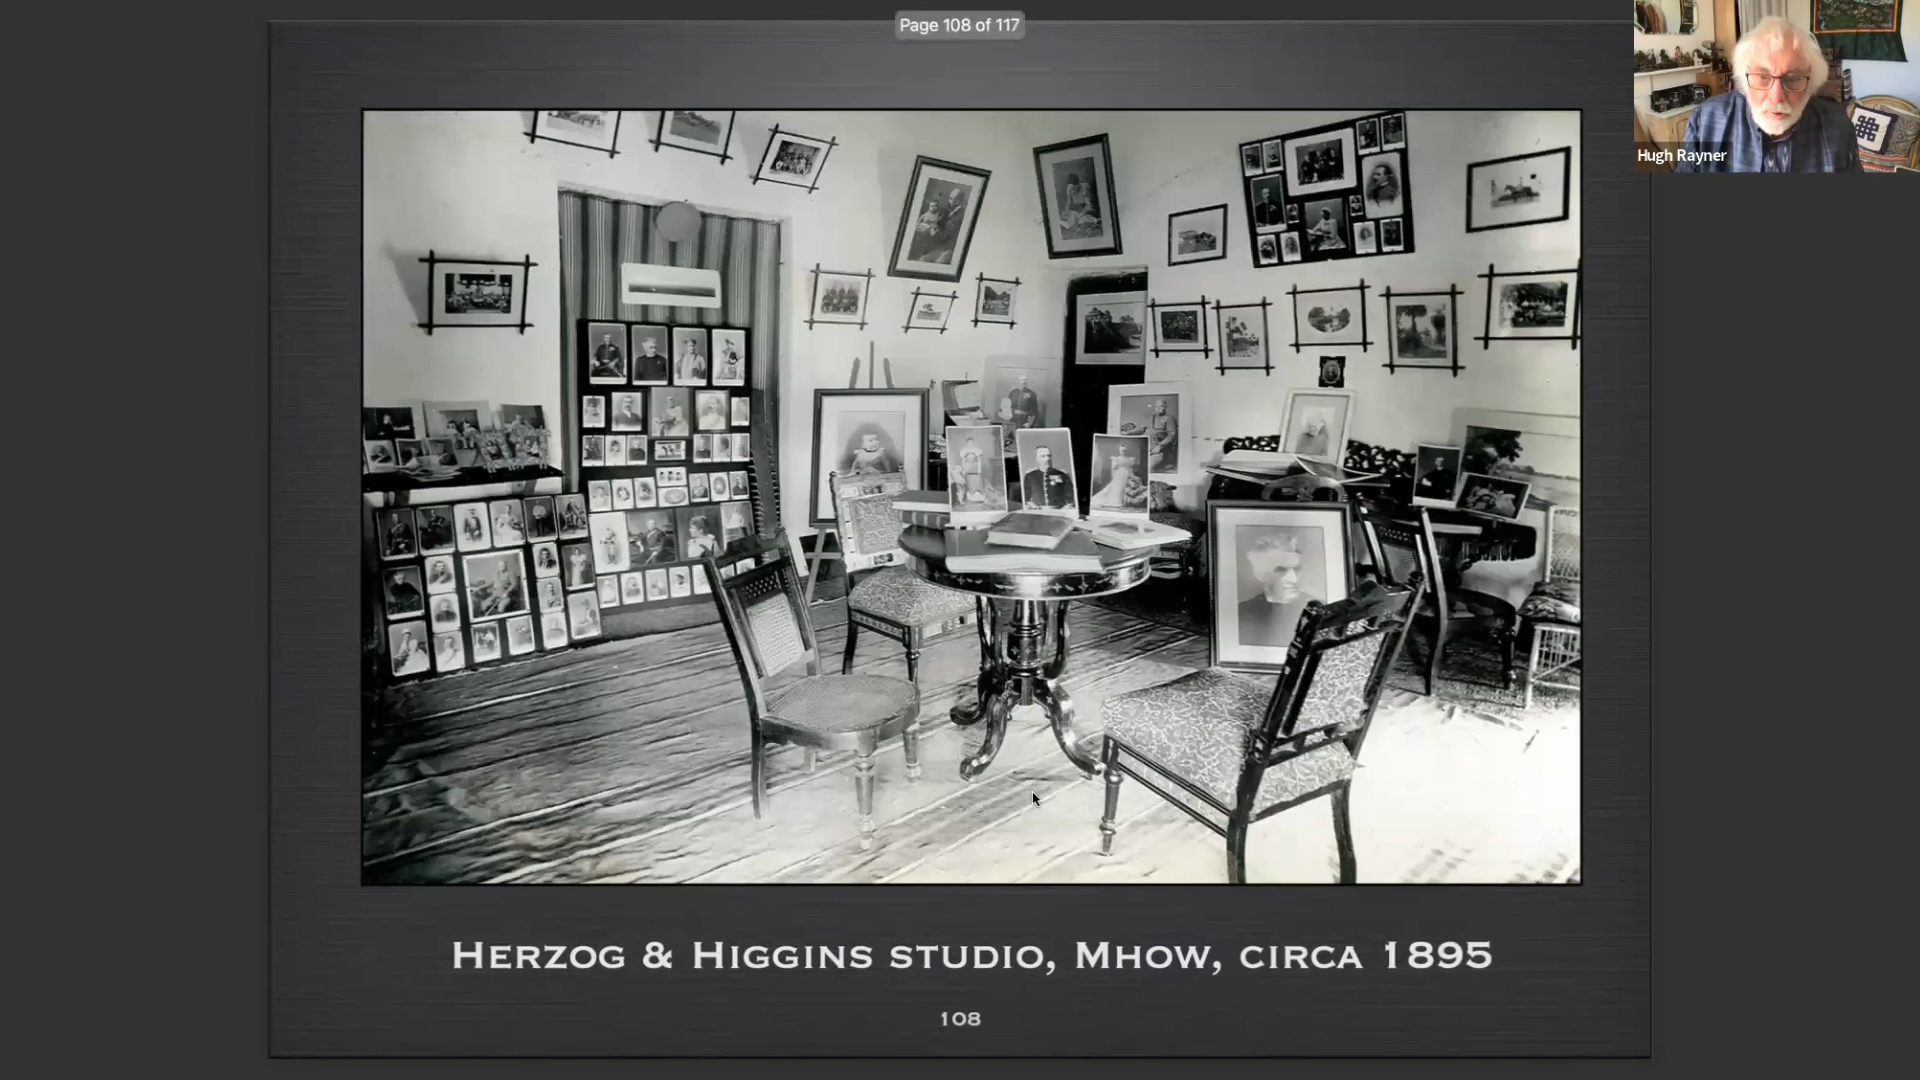 Page 108 of 117
Hugh Rayner
Herzog & Higgins studio, Mhow, circa 1895
108